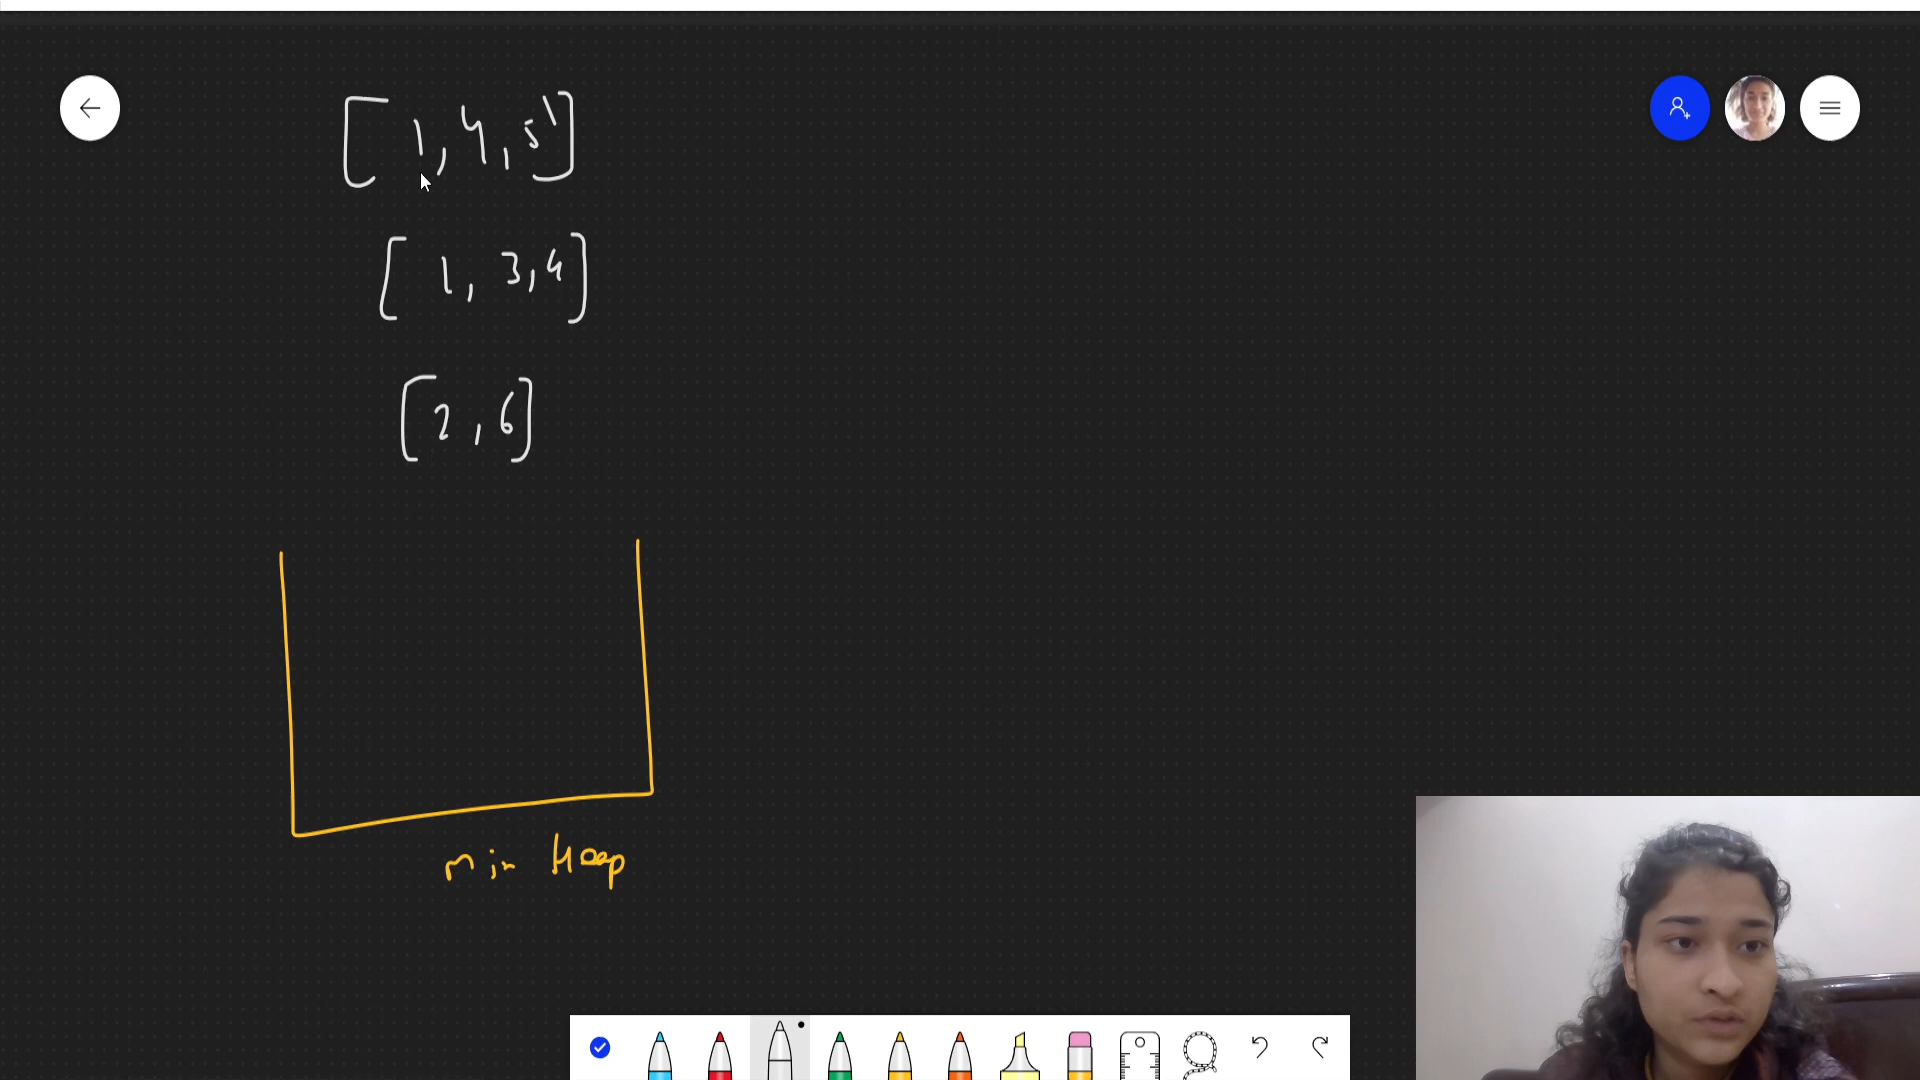 [1, 4, 5]
[1, 3, 4]
[2, 6]
min Heap